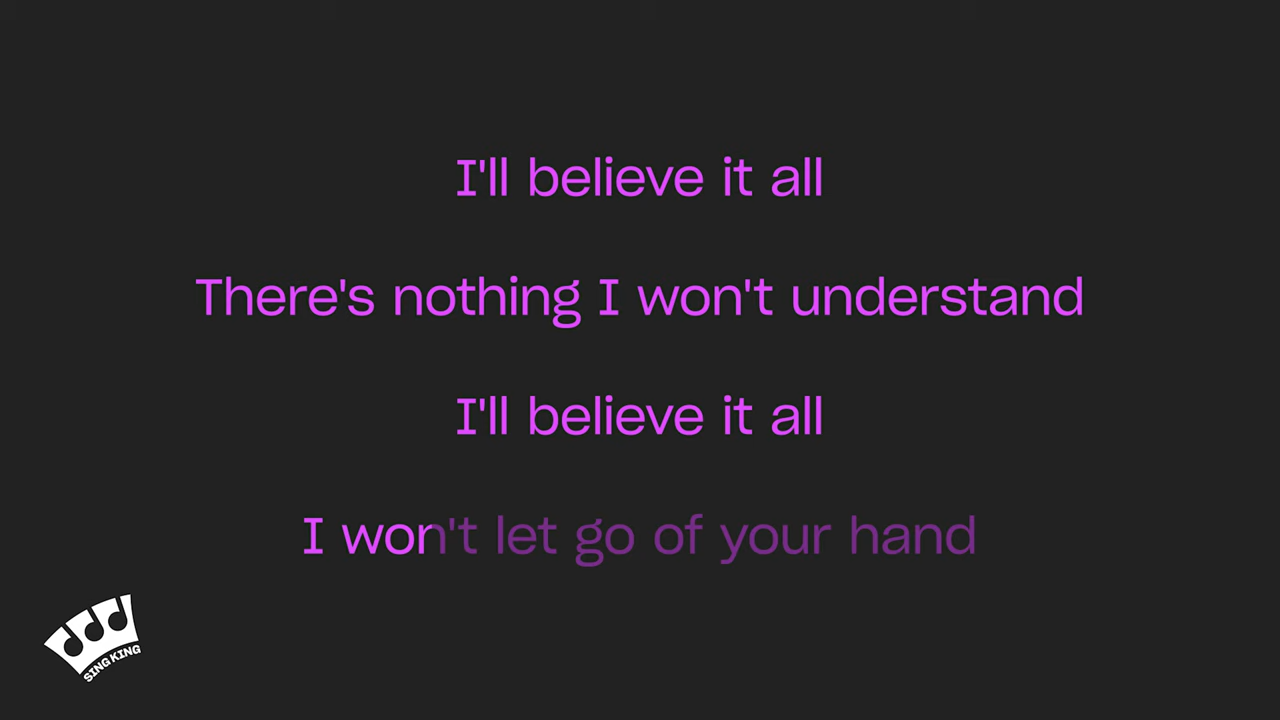 I'll believe it all
There's nothing I won't understand
I'll believe it all
I won't let go of your hand
SING KING